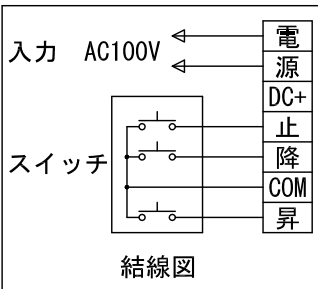 電
入力 AC100V
源
DC+
止
スイッチ
降
COM
昇
結線図